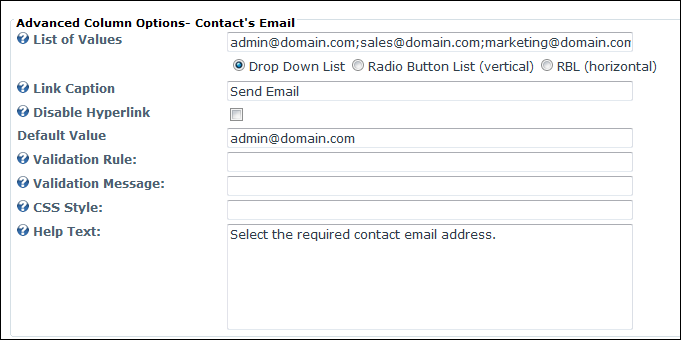 Advanced Column Options- Contact's Email
List of Values
admin@domain.com;sales@domain.com;marketing@domain.com
Drop Down List Radio Button List (vertical) RBL (horizontal)
Link Caption Send Email
Disable Hyperlink
Default Value admin@domain.com
Validation Rule:
Validation Message:
CSS Style:
Help Text: Select the required contact email address.